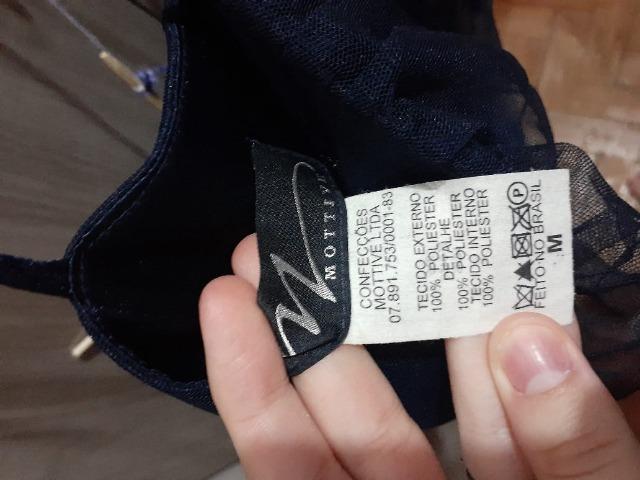 MOTTIVE
CONFECÇÕES
MOTTIVE LTDA
07.891.753/0001-83
TECIDO EXTERNO
100% POLIESTER
DETALHE
100% POLIESTER
TECIDO INTERNO
100% POLIESTER
P
FEITO NO BRASIL
M